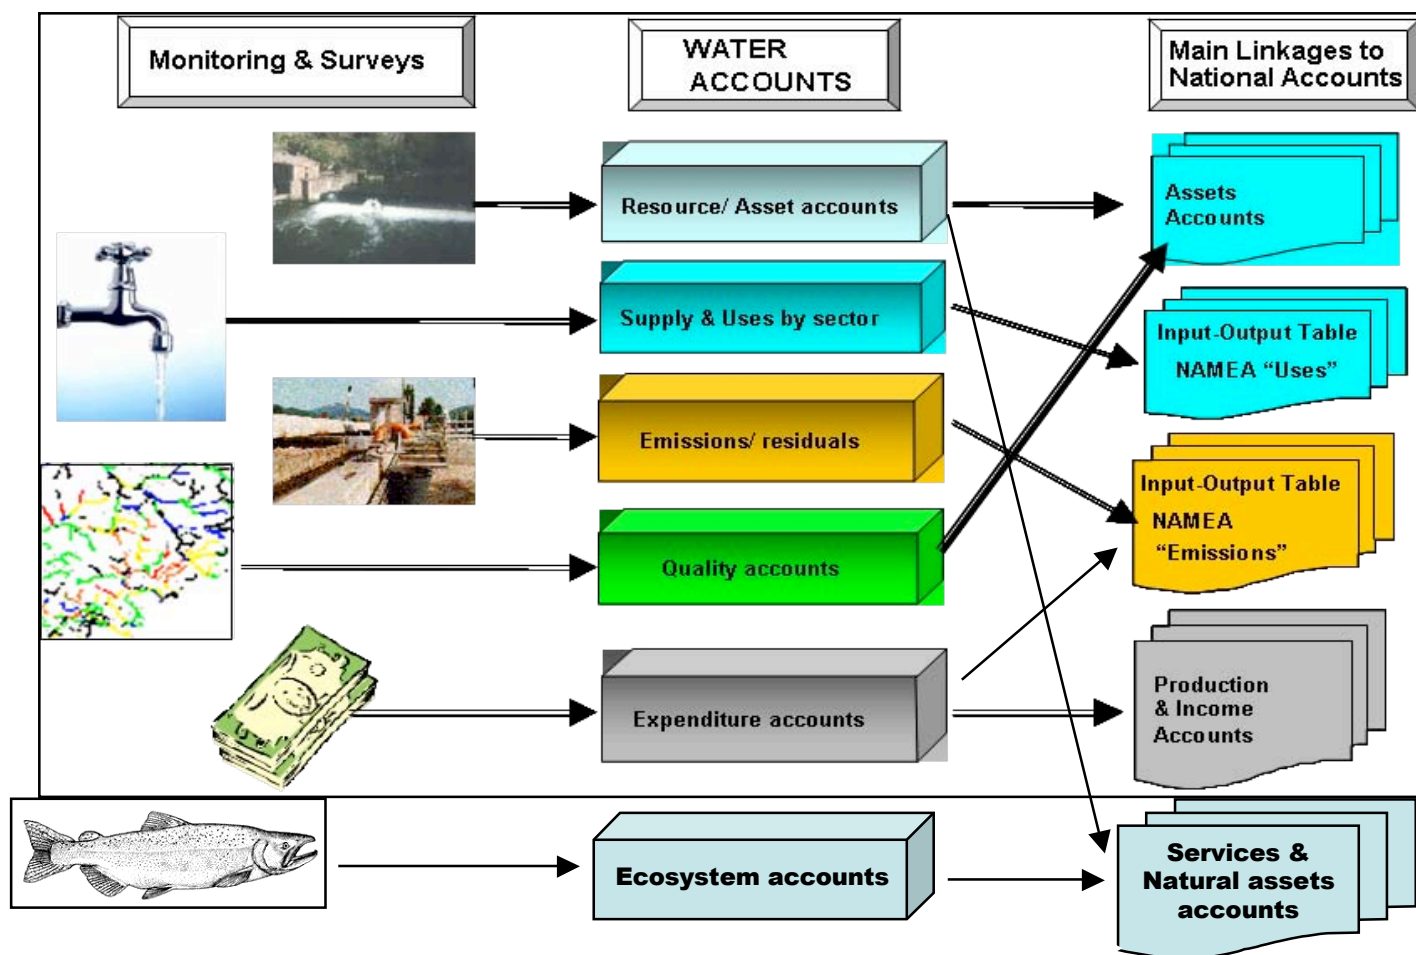 Monitoring & Surveys
WATER
ACCOUNTS
Main Linkages to
National Accounts
Resource/ Asset accounts
Assets
Accounts
Supply & Uses by sector
Input-Output Table
NAMEA “Uses”
Emissions/ residuals
Input-Output Table
NAMEA
“Emissions”
Quality accounts
Expenditure accounts
Production
& Income
Accounts
Ecosystem accounts
Services &
Natural assets
accounts